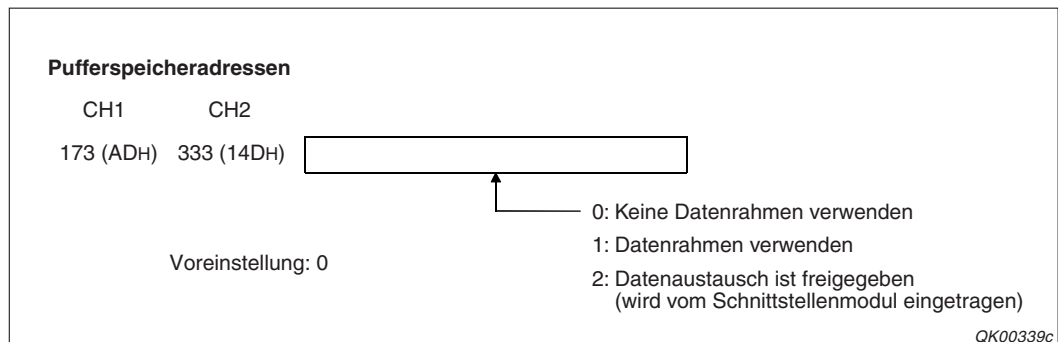 Pufferspeicheradressen
CH1 CH2
173 (ADH) 333 (14DH)
0: Keine Datenrahmen verwenden
1: Datenrahmen verwenden
Voreinstellung: 0
2: Datenaustausch ist freigegeben
(wird vom Schnittstellenmodul eingetragen)
QK00339c